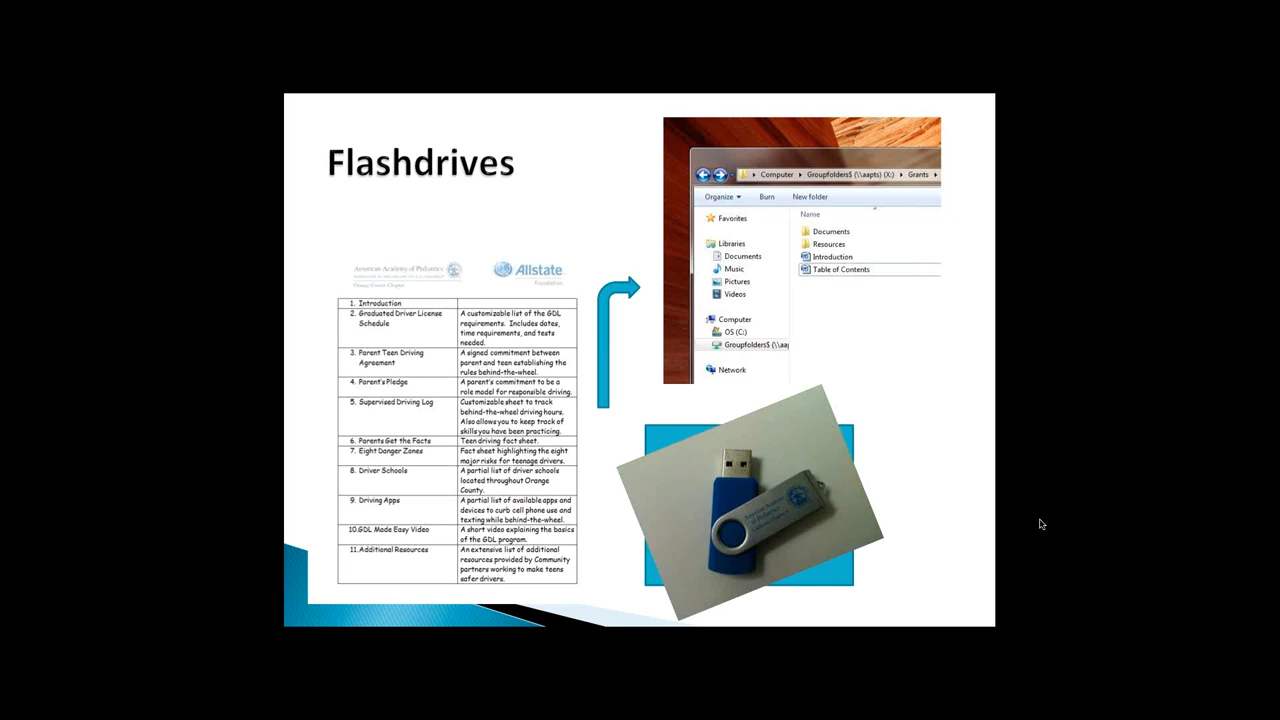 Flashdrives
American Academy of Pediatrics
Orange County Chapter
Allstate
Foundation
1. Introduction
2. Graduated Driver License Schedule
A customizable list of the GDL
requirements. Includes dates,
time requirements, and tests
needed.
3. Parent Teen Driving
Agreement
A signed commitment between
parent and teen establishing the
rules behind-the-wheel.
4. Parent's Pledge
A parent's commitment to be a
role model for responsible driving.
5. Supervised Driving Log
Customizable sheet to track
behind-the-wheel driving hours.
Also allows you to keep track of
skills you have been practicing.
6. Parents Get the Facts
Teen driving fact sheet.
7. Eight Danger Zones
Fact sheet highlighting the eight
major risks for teenage drivers.
8. Driver Schools
A partial list of driver schools
located throughout Orange
County.
9. Driving Apps
A partial list of available apps and
devices to curb cell phone use and
texting while behind-the-wheel.
10.GDL Made Easy Video
A short video explaining the basics
of the GDL program.
11.Additional Resources
An extensive list of additional
resources provided by Community
partners working to make teens
safer drivers.
Computer Groupfolders$ (\\aapts) (X:) Grants
Organize Burn New folder
Favorites
Libraries
Documents
Music
Pictures
Videos
Computer
OS (C:)
Groupfolders$ (\\aap
Network
Name
Documents
Resources
Introduction
Table of Contents
American Academy
of Pediatrics